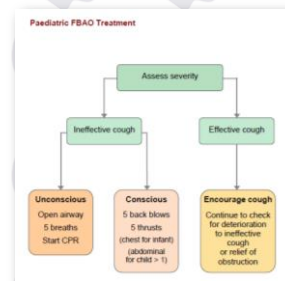 Paediatric FBAO Treatment
Assess severity
Ineffective cough
Effective cough
Unconscious
Open airway
5 breaths
Start CPR
Conscious
5 back blows
5 thrusts
(chest for infant)
(abdominal
for child > 1)
Encourage cough
Continue to check
for deterioration
to ineffective
cough
or relief of
obstruction